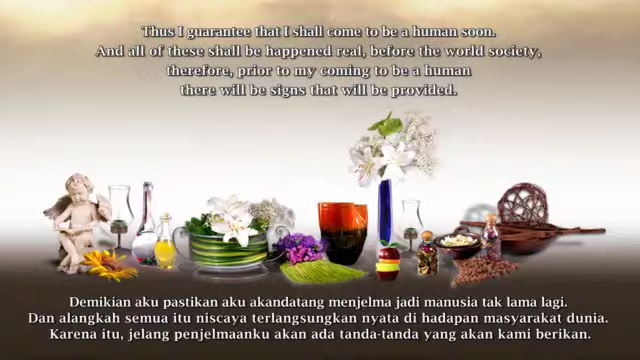 Thus I guarantee that I shall come to be a human soon.
And all of these shall be happened real, before the world society,
therefore, prior to my coming to be a human
there will be signs that will be provided.
Demikian aku pastikan aku akandatang menjelma jadi manusia tak lama lagi.
Dan alangkah semua itu niscaya terlangsungkan nyata di hadapan masyarakat dunia.
Karena itu, jelang penjelmaanku akan ada tanda-tanda yang akan kami berikan.